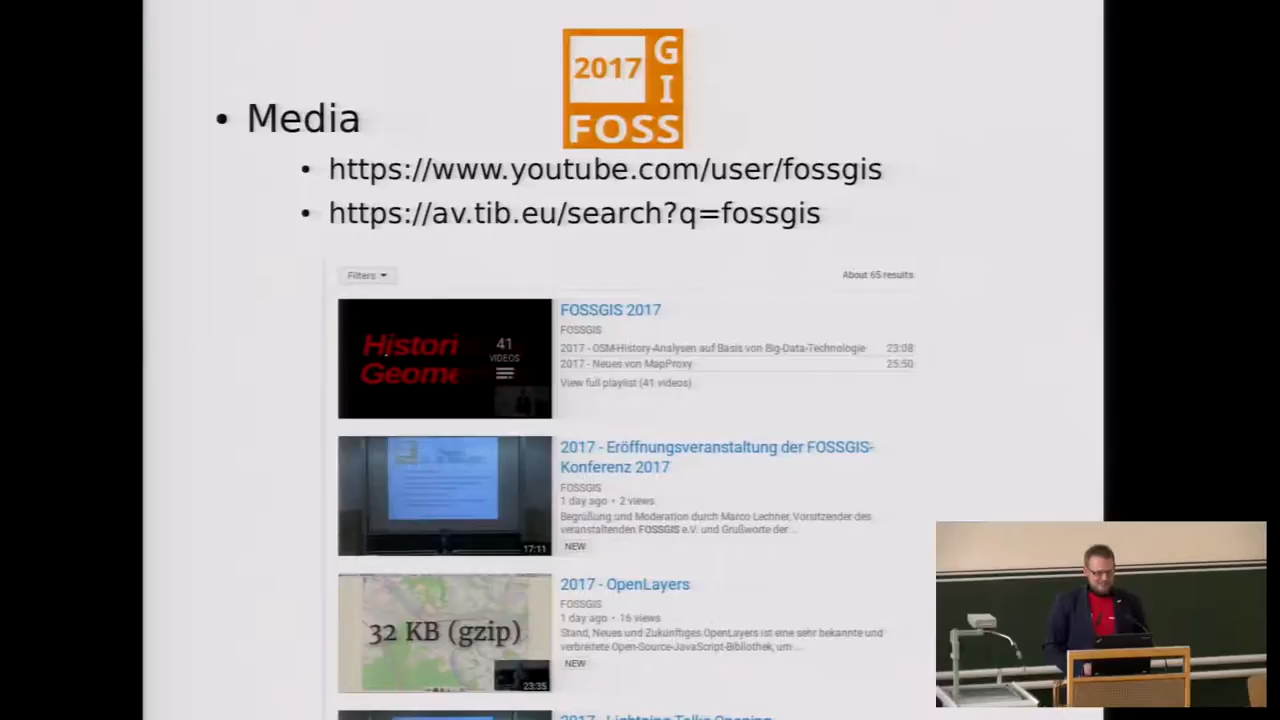 2017
G
I
FOSS
• Media
• https://www.youtube.com/user/fossgis
• https://av.tib.eu/search?q=fossgis
Filters
About 65 results
Histori
Geome
41
VIDEOS
FOSSGIS 2017
FOSSGIS
2017 - OSM-History-Analysen auf Basis von Big-Data-Technologie 23:08
2017 - Neues von MapProxy 25:50
View full playlist (41 videos)
17:11
2017 - Eröffnungsveranstaltung der FOSSGIS-
Konferenz 2017
FOSSGIS
1 day ago • 2 views
Begrüßung und Moderation durch Marco Lechner, Vorsitzender des
veranstaltenden FOSSGIS e.V. und Grußworte der...
NEW
32 KB (gzip)
23:35
2017 - OpenLayers
FOSSGIS
1 day ago • 16 views
Stand, Neues und Zukünftiges OpenLayers ist eine sehr bekannte und
verbreitete Open-Source-JavaScript-Bibliothek, um...
NEW
2017 - Lightning Talks Opening